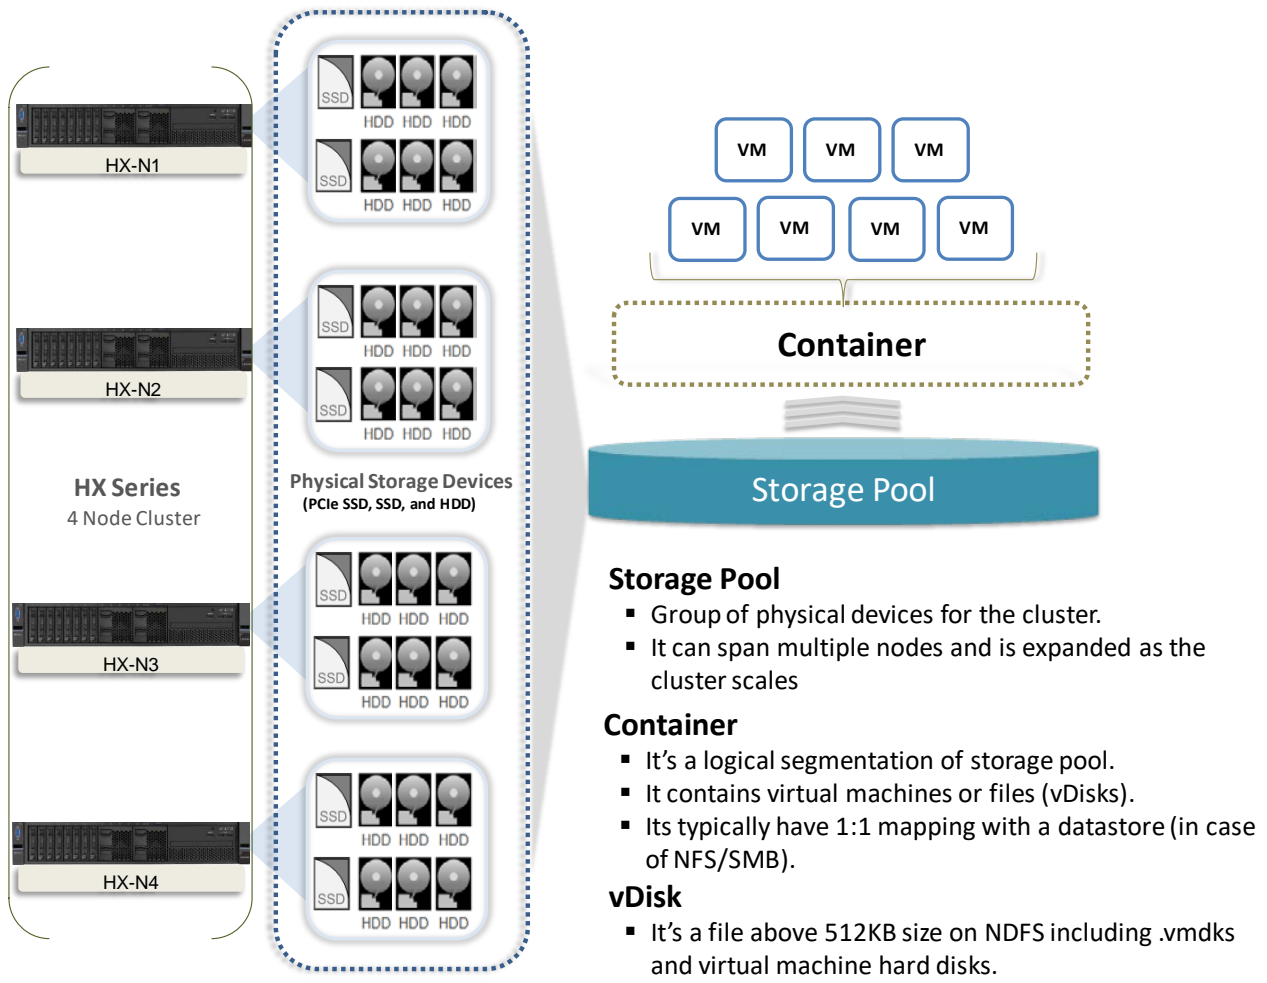 SSD
HDD HDD HDD
SSD
HDD HDD HDD
HX-N1
SSD
HDD HDD HDD
SSD
HDD HDD HDD
HX-N2
HX Series
4 Node Cluster
Physical Storage Devices
(PCIe SSD, SSD, and HDD)
SSD
HDD HDD HDD
SSD
HDD HDD HDD
HX-N3
SSD
HDD HDD HDD
SSD
HDD HDD HDD
HX-N4
VM VM VM
VM VM VM VM
Container
Storage Pool
Storage Pool
▪ Group of physical devices for the cluster.
▪ It can span multiple nodes and is expanded as the
cluster scales
Container
▪ It’s a logical segmentation of storage pool.
▪ It contains virtual machines or files (vDisks).
▪ Its typically have 1:1 mapping with a datastore (in case
of NFS/SMB).
vDisk
▪ It’s a file above 512KB size on NDFS including .vmdks
and virtual machine hard disks.